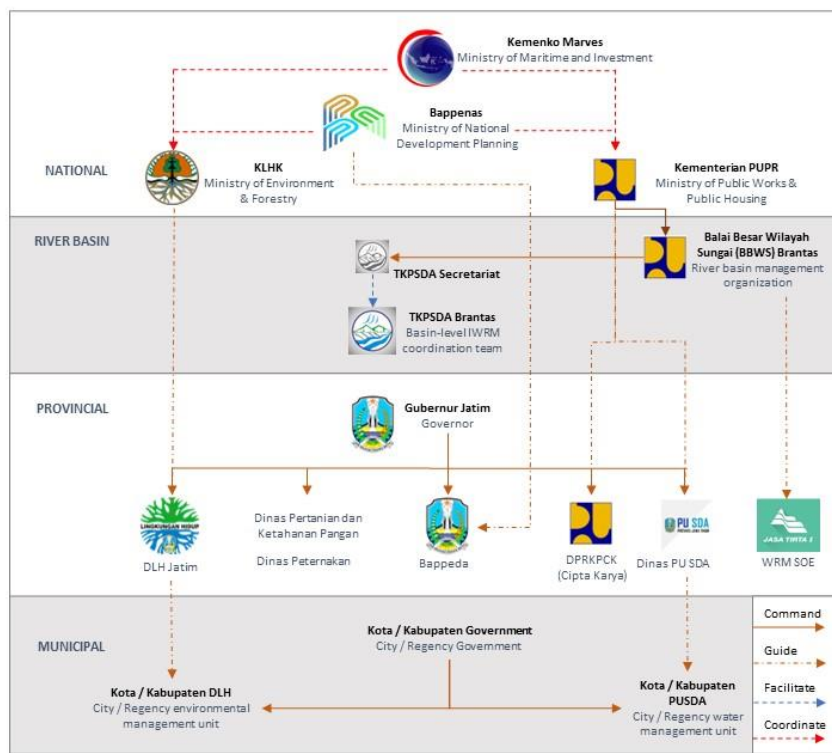 Kemenko Marves
Ministry of Maritime and Investment
Bappenas
Ministry of National
Development Planning
NATIONAL
KLHK
Ministry of Environment
& Forestry
Kementerian PUPR
Ministry of Public Works &
Public Housing
RIVER BASIN
Balai Besar Wilayah
Sungai (BBWS) Brantas
River basin management
organization
TKPSDA Secretariat
TKPSDA Brantas
Basin-level IWRM
coordination team
PROVINCIAL
Gubernur Jatim
Governor
LINGKUNGAN HIDUP
DLH Jatim
Dinas Pertanian dan
Ketahanan Pangan
Dinas Peternakan
Bappeda
DPRKPCK
(Cipta Karya)
PU SDA
Dinas PU SDA
JASA TIRTA I
WRM SOE
MUNICIPAL
Kota / Kabupaten Government
City / Regency Government
Kota / Kabupaten DLH
City / Regency environmental
management unit
Kota / Kabupaten
PUSDA
City / Regency water
management unit
Command
Guide
Facilitate
Coordinate